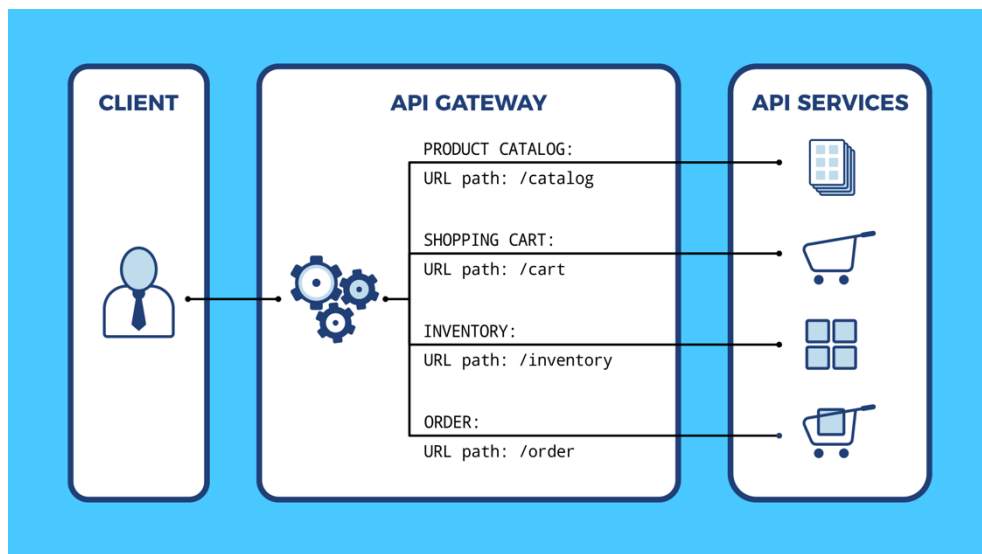 CLIENT
API GATEWAY
PRODUCT CATALOG:
URL path: /catalog
SHOPPING CART:
URL path: /cart
INVENTORY:
URL path: /inventory
ORDER:
URL path: /order
API SERVICES